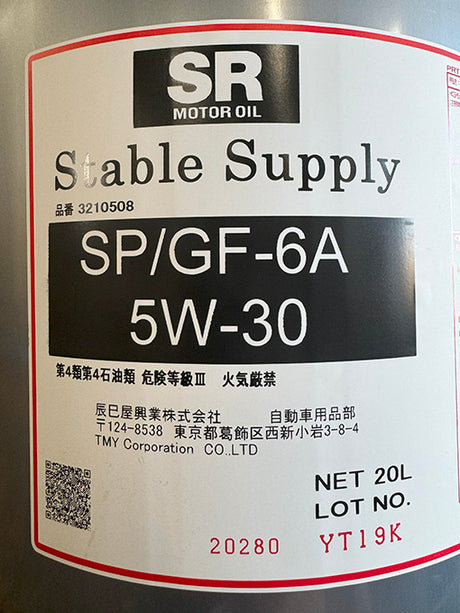 SR
MOTOR OIL
Stable Supply
品番 3210508
SP/GF-6A
5W-30
第4類第4石油類 危険等級Ⅲ 火気厳禁
辰巳屋興業株式会社 自動車用品部
〒124-8538 東京都葛飾区西新小岩3-8-4
TMY Corporation CO.,LTD
NET 20L
LOT NO.
20280 YT19K
PRT